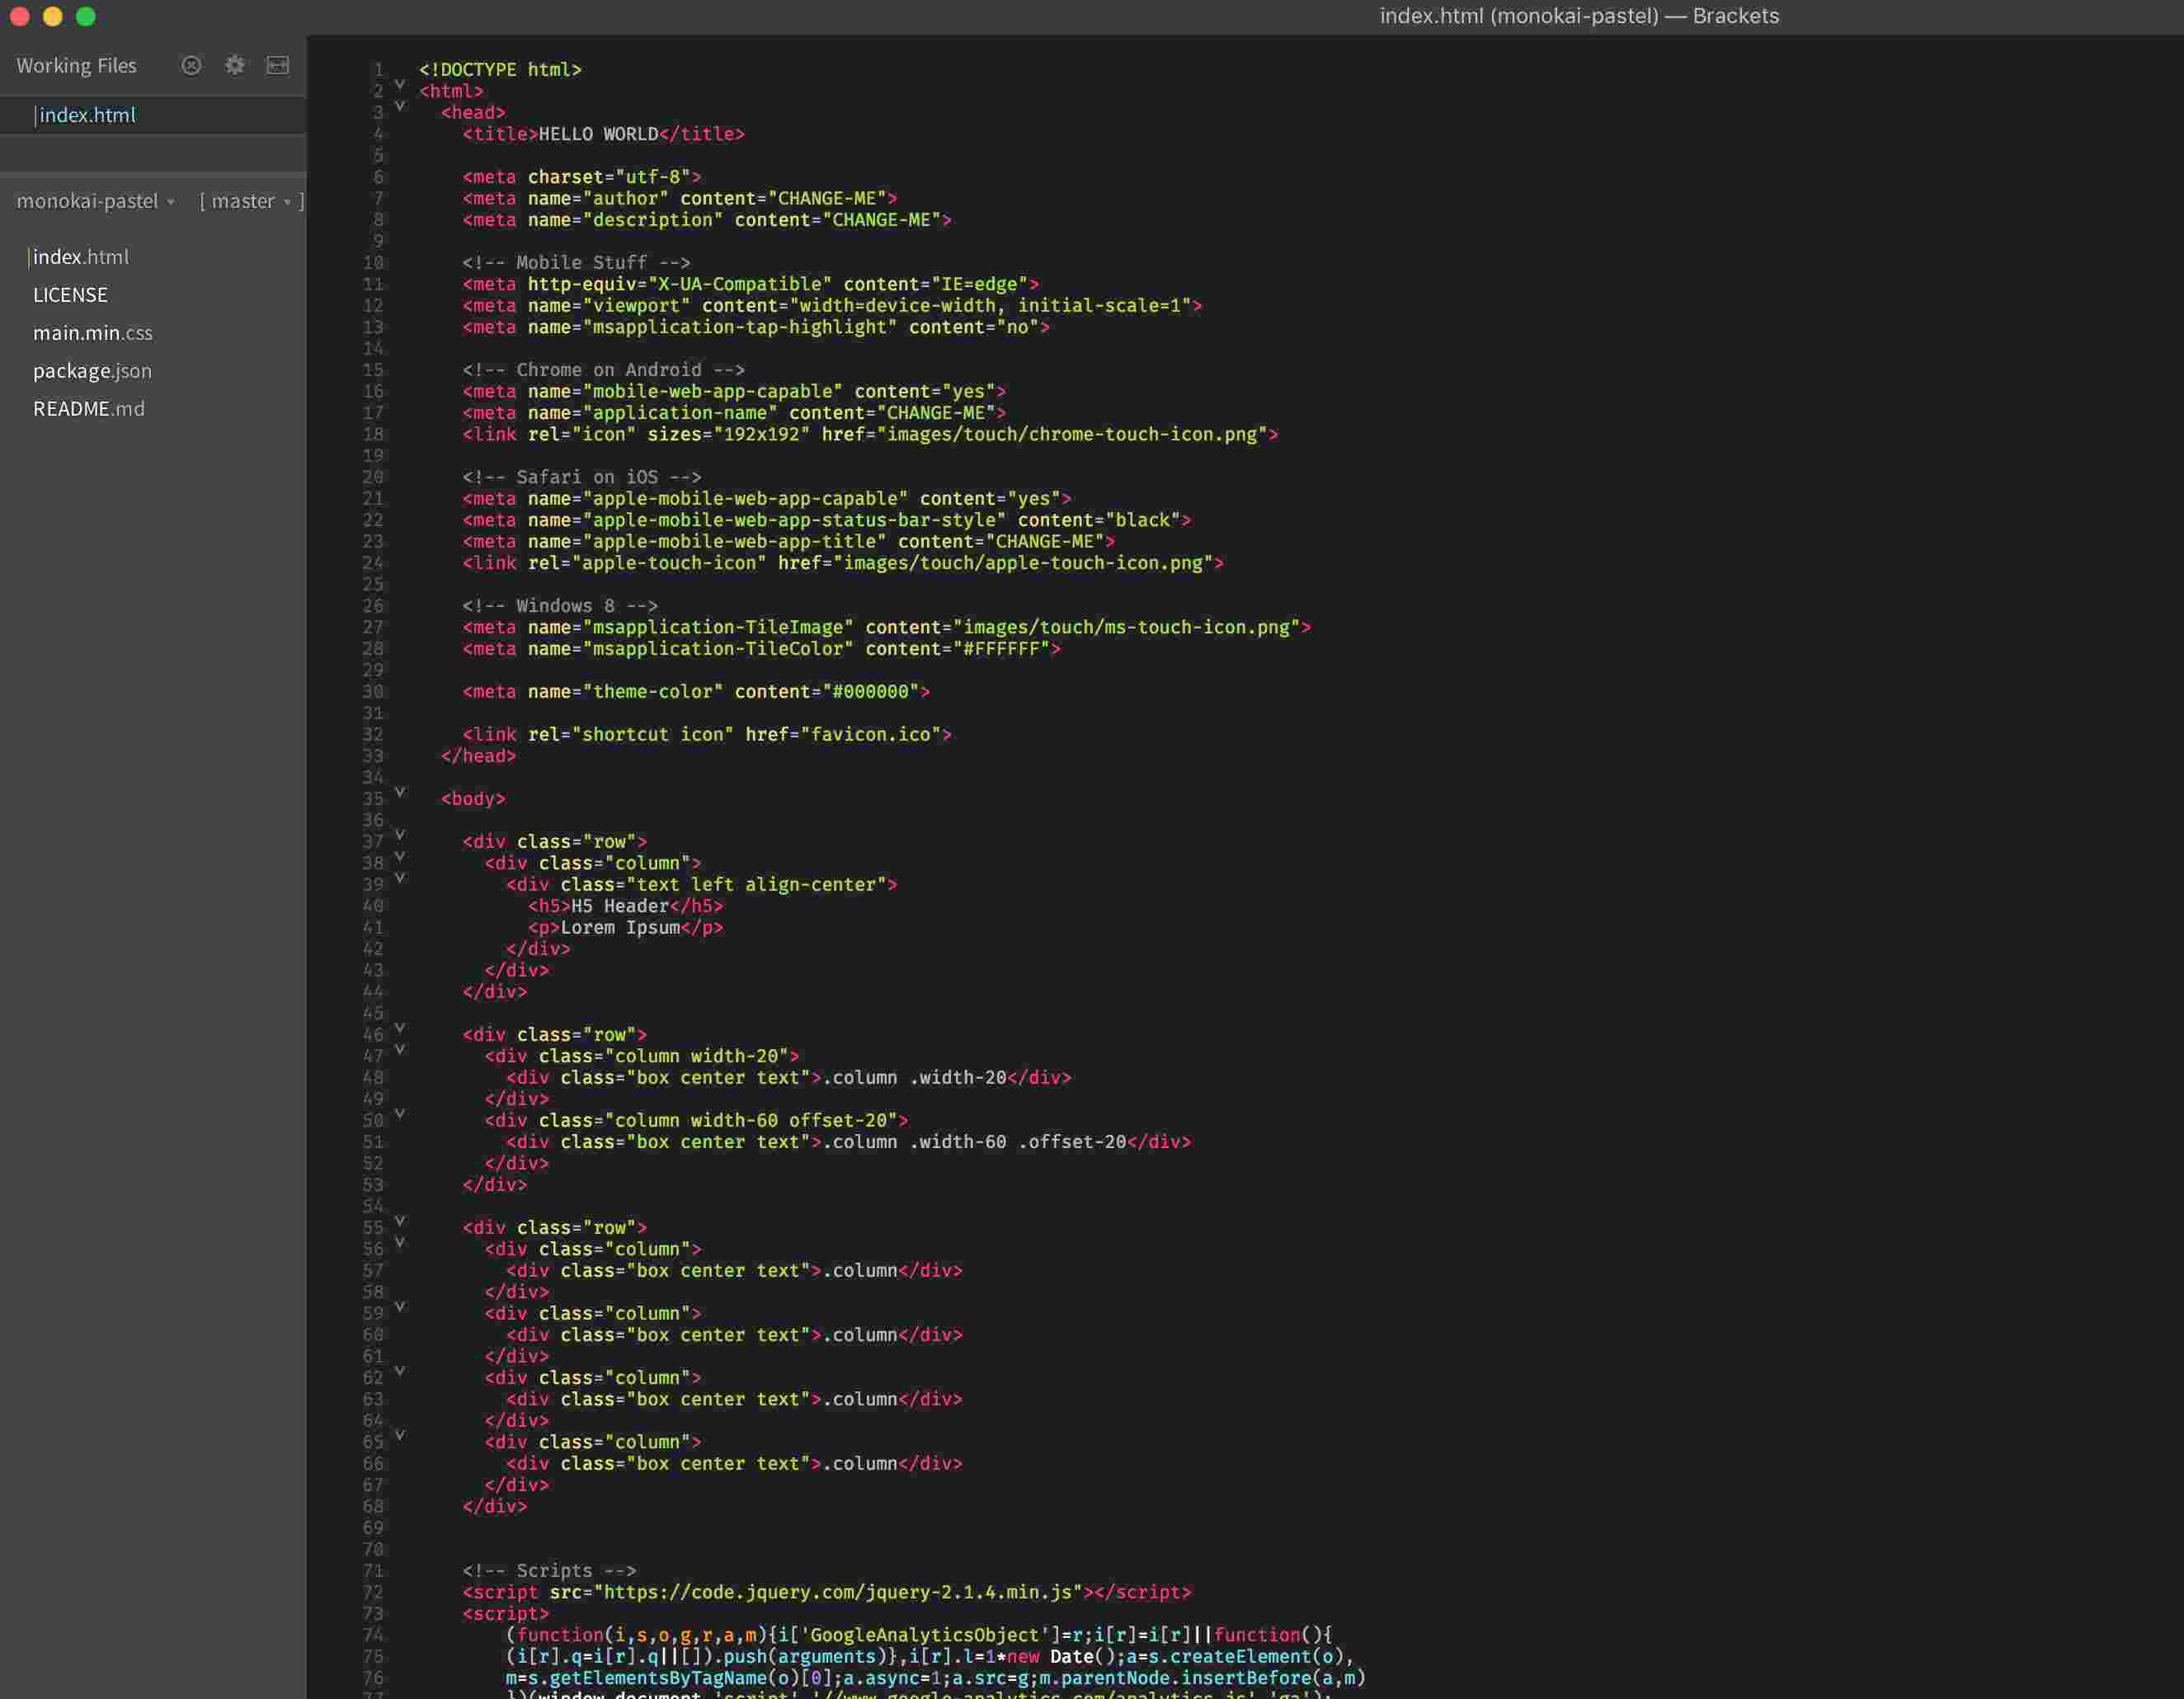 index.html (monokai-pastel) — Brackets
Working Files
index.html
monokai-pastel [ master ]
index.html
LICENSE
main.min.css
package.json
README.md
1 <!DOCTYPE html>
2 <html>
3 <head>
4 <title>HELLO WORLD</title>
5
6 <meta charset="utf-8">
7 <meta name="author" content="CHANGE-ME">
8 <meta name="description" content="CHANGE-ME">
9
10 <!-- Mobile Stuff -->
11 <meta http-equiv="X-UA-Compatible" content="IE=edge">
12 <meta name="viewport" content="width=device-width, initial-scale=1">
13 <meta name="msapplication-tap-highlight" content="no">
14
15 <!-- Chrome on Android -->
16 <meta name="mobile-web-app-capable" content="yes">
17 <meta name="application-name" content="CHANGE-ME">
18 <link rel="icon" sizes="192x192" href="images/touch/chrome-touch-icon.png">
19
20 <!-- Safari on iOS -->
21 <meta name="apple-mobile-web-app-capable" content="yes">
22 <meta name="apple-mobile-web-app-status-bar-style" content="black">
23 <meta name="apple-mobile-web-app-title" content="CHANGE-ME">
24 <link rel="apple-touch-icon" href="images/touch/apple-touch-icon.png">
25
26 <!-- Windows 8 -->
27 <meta name="msapplication-TileImage" content="images/touch/ms-touch-icon.png">
28 <meta name="msapplication-TileColor" content="#FFFFFF">
29
30 <meta name="theme-color" content="#000000">
31
32 <link rel="shortcut icon" href="favicon.ico">
33 </head>
34
35 <body>
36
37 <div class="row">
38 <div class="column">
39 <div class="text left align-center">
40 <h5>H5 Header</h5>
41 <p>Lorem Ipsum</p>
42 </div>
43 </div>
44 </div>
45
46 <div class="row">
47 <div class="column width-20">
48 <div class="box center text">.column .width-20</div>
49 </div>
50 <div class="column width-60 offset-20">
51 <div class="box center text">.column .width-60 .offset-20</div>
52 </div>
53 </div>
54
55 <div class="row">
56 <div class="column">
57 <div class="box center text">.column</div>
58 </div>
59 <div class="column">
60 <div class="box center text">.column</div>
61 </div>
62 <div class="column">
63 <div class="box center text">.column</div>
64 </div>
65 <div class="column">
66 <div class="box center text">.column</div>
67 </div>
68 </div>
69
70
71 <!-- Scripts -->
72 <script src="https://code.jquery.com/jquery-2.1.4.min.js"></script>
73 <script>
74 (function(i,s,o,g,r,a,m){i['GoogleAnalyticsObject']=r;i[r]=i[r]||function(){
75 (i[r].q=i[r].q||[]).push(arguments)},i[r].l=1*new Date();a=s.createElement(o),
76 m=s.getElementsByTagName(o)[0];a.async=1;a.src=g;m.parentNode.insertBefore(a,m)
77 })(window,document,'script','//www.google-analytics.com/analytics.js','ga');